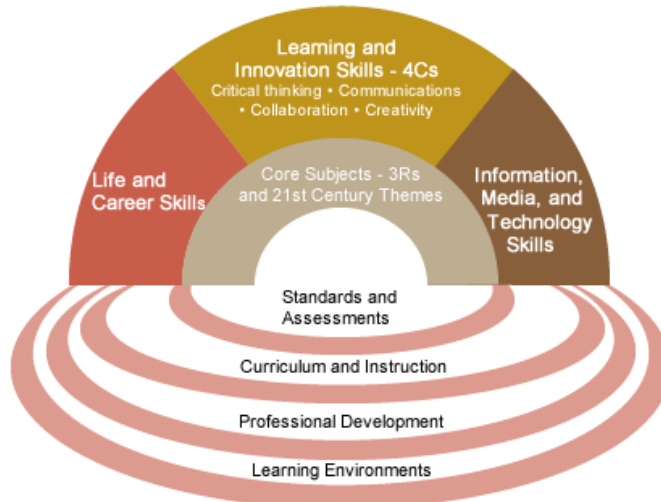 Learning and
Innovation Skills - 4Cs
Critical thinking • Communications
• Collaboration • Creativity
Core Subjects - 3Rs
and 21st Century Themes
Life and
Career Skills
Information,
Media, and
Technology
Skills
Standards and
Assessments
Curriculum and Instruction
Professional Development
Learning Environments